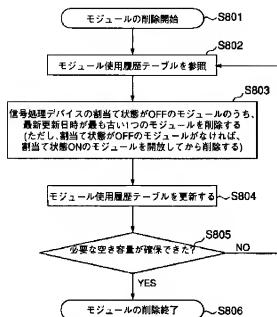 モジュールの削除開始
S801
S802
モジュール使用履歴テーブルを参照
S803
信号処理デバイスの割当て状態がOFFのモジュールのうち、
最新更新日時が最も古い1つのモジュールを削除する
(ただし、割当て状態がOFFのモジュールがなければ、
割当て状態ONのモジュールを開放してから削除する)
モジュール使用履歴テーブルを更新する
S804
S805
必要な空き容量が確保できた?
NO
YES
モジュールの削除終了
S806